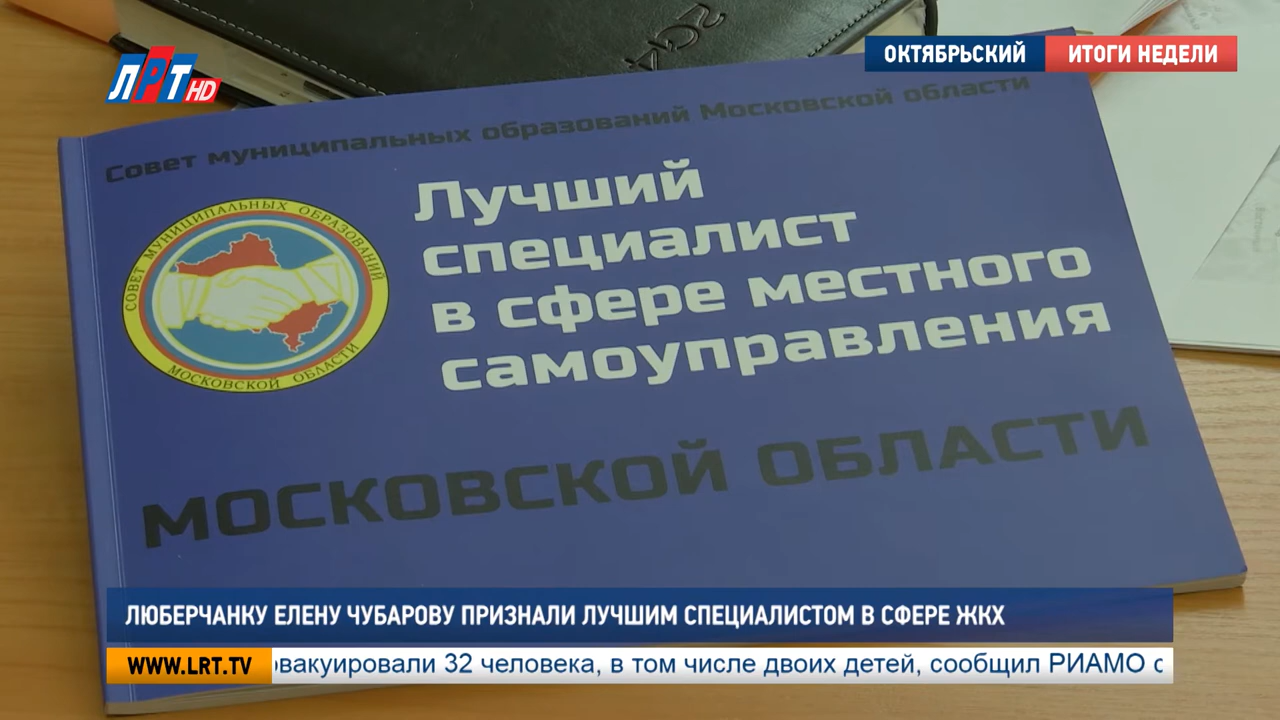 ЛРТ HD
ОКТЯБРЬСКИЙ
ИТОГИ НЕДЕЛИ
Совет муниципальных образований Московской области
СОВЕТ МУНИЦИПАЛЬНЫХ ОБРАЗОВАНИЙ
МОСКОВСКОЙ ОБЛАСТИ
Лучший
специалист
в сфере местного
самоуправления
МОСКОВСКОЙ ОБЛАСТИ
ЛЮБЕРЧАНКУ ЕЛЕНУ ЧУБАРОВУ ПРИЗНАЛИ ЛУЧШИМ СПЕЦИАЛИСТОМ В СФЕРЕ ЖКХ
WWW.LRT.TV
эвакуировали 32 человека, в том числе двоих детей, сообщил РИАМО с